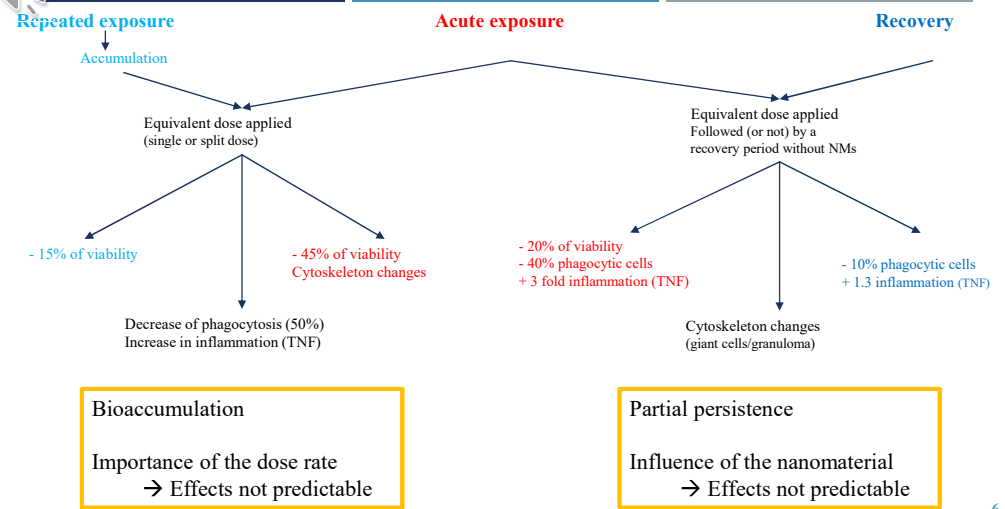 Repeated exposure
Acute exposure
Recovery
Accumulation
Equivalent dose applied
(single or split dose)
Equivalent dose applied
Followed (or not) by a
recovery period without NMs
- 15% of viability
- 45% of viability
Cytoskeleton changes
- 20% of viability
- 40% phagocytic cells
+ 3 fold inflammation (TNF)
- 10% phagocytic cells
+ 1.3 inflammation (TNF)
Decrease of phagocytosis (50%)
Increase in inflammation (TNF)
Cytoskeleton changes
(giant cells/granuloma)
Bioaccumulation
Importance of the dose rate
→ Effects not predictable
Partial persistence
Influence of the nanomaterial
→ Effects not predictable